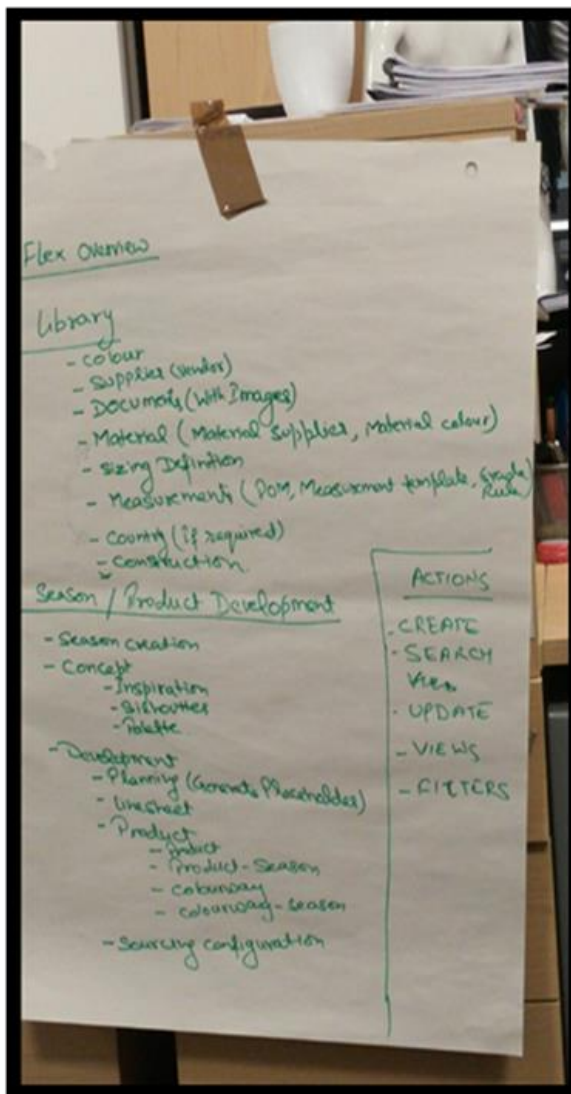 Flex Overview
Library
- Colour
- Supplier (Vendor)
- Documents (With Images)
- Material (Material Supplier, Material Colour)
- Sizing Definition
- Measurements (POM, Measurement template, Grade Rule)
- Country (if required)
- Construction
Season / Product Development
- Season creation
- Concept
- Inspiration
- Silhouttes
- Palette
- Development
- Planning (Generate Placeholder)
- Linesheet
- Product
- Product
- Product-Season
- Colourway
- Colourway-Season
- Sourcing configuration
ACTIONS
- CREATE
- SEARCH
- UPDATE
- VIEWS
- FILTERS